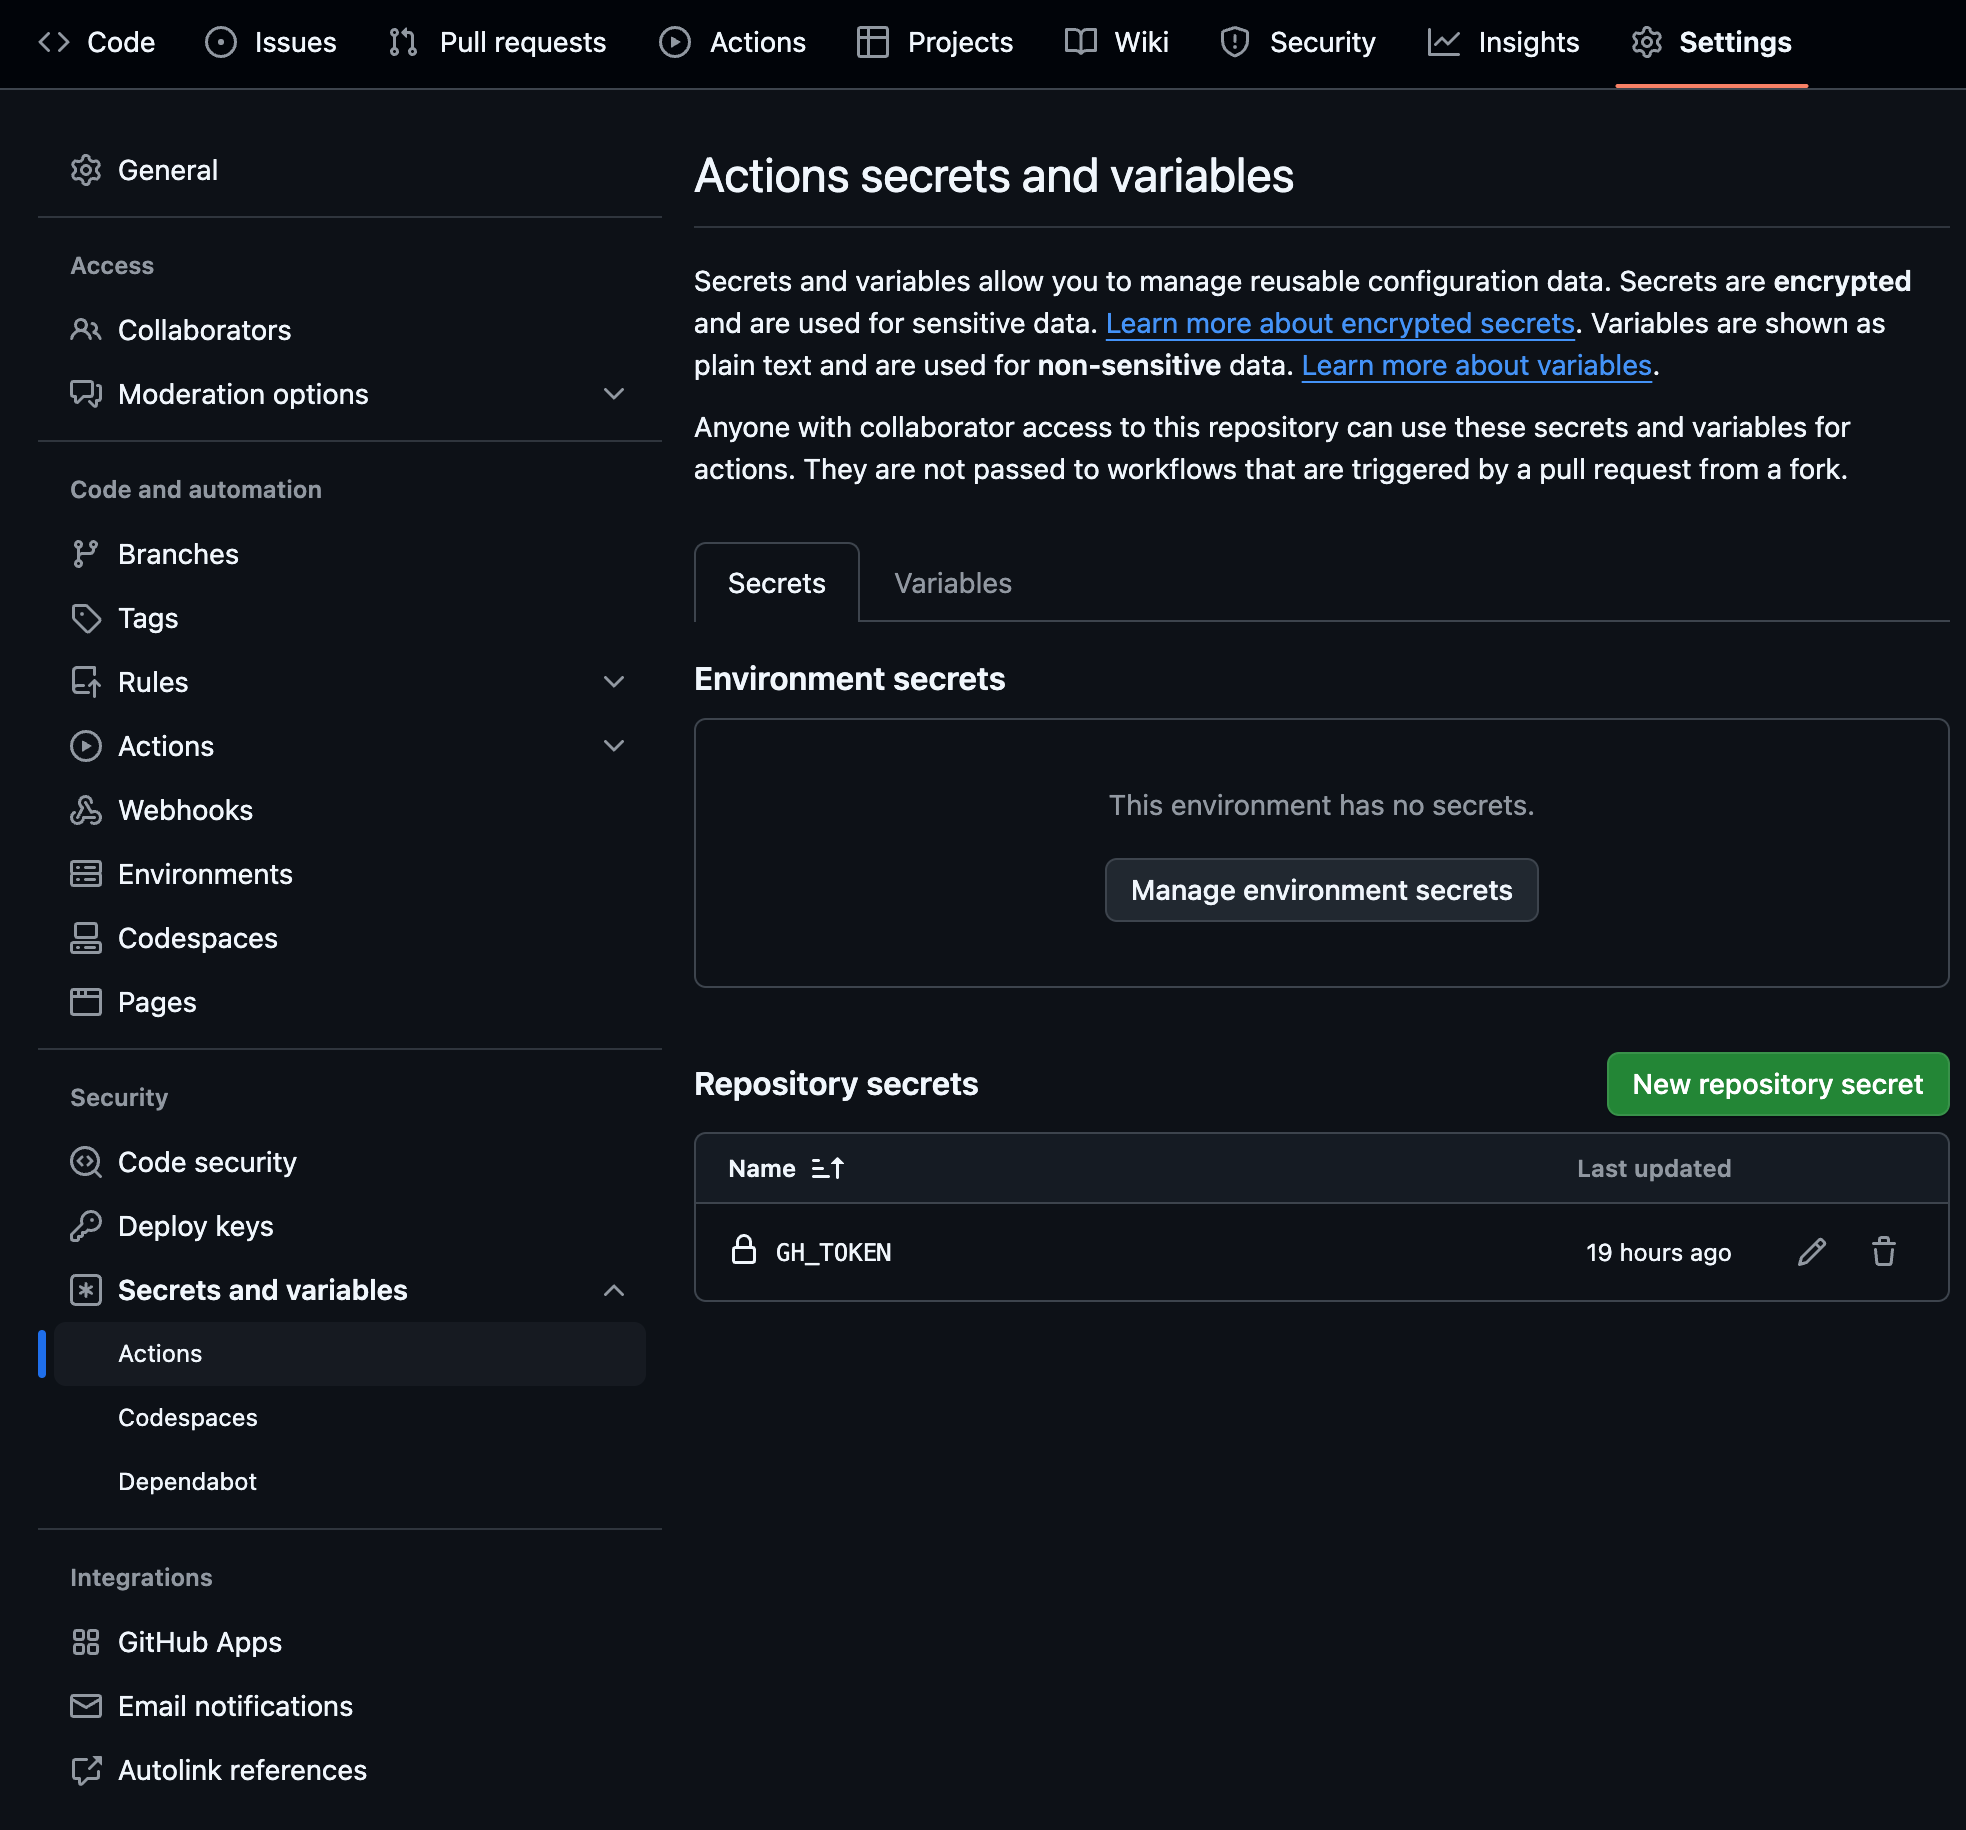 Code Issues Pull requests Actions Projects Wiki Security Insights Settings
General
Access
Collaborators
Moderation options
Code and automation
Branches
Tags
Rules
Actions
Webhooks
Environments
Codespaces
Pages
Security
Code security
Deploy keys
Secrets and variables
Actions
Codespaces
Dependabot
Integrations
GitHub Apps
Email notifications
Autolink references
Actions secrets and variables
Secrets and variables allow you to manage reusable configuration data. Secrets are encrypted
and are used for sensitive data. Learn more about encrypted secrets. Variables are shown as
plain text and are used for non-sensitive data. Learn more about variables.
Anyone with collaborator access to this repository can use these secrets and variables for
actions. They are not passed to workflows that are triggered by a pull request from a fork.
Secrets Variables
Environment secrets
This environment has no secrets.
Manage environment secrets
Repository secrets New repository secret
Name Last updated
GH_TOKEN 19 hours ago